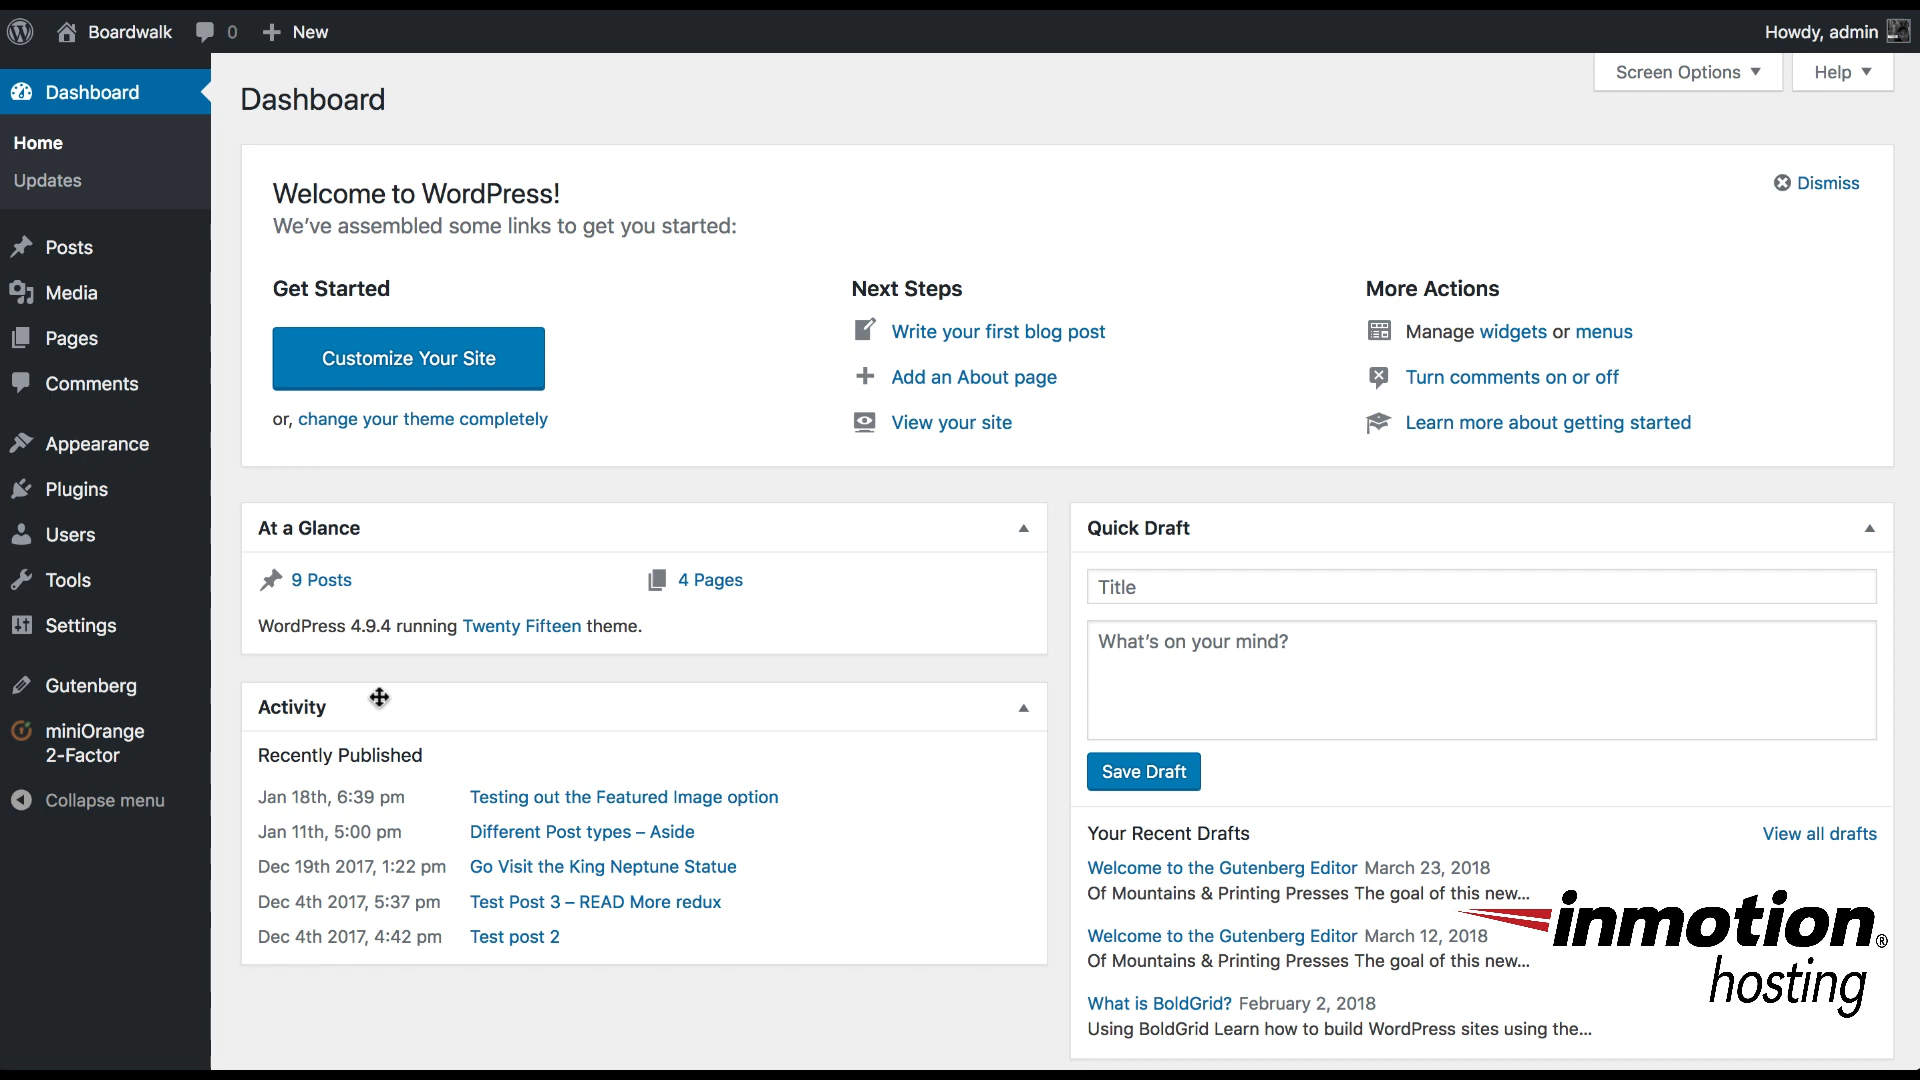 Boardwalk 0 New Howdy, admin
Screen Options Help
Dashboard
Home
Updates
Posts
Media
Pages
Comments
Appearance
Plugins
Users
Tools
Settings
Gutenberg
miniOrange
2-Factor
Collapse menu
Dashboard
Welcome to WordPress!
Dismiss
We’ve assembled some links to get you started:
Get Started
Customize Your Site
or, change your theme completely
Next Steps
Write your first blog post
Add an About page
View your site
More Actions
Manage widgets or menus
Turn comments on or off
Learn more about getting started
At a Glance
9 Posts 4 Pages
WordPress 4.9.4 running Twenty Fifteen theme.
Activity
Recently Published
Jan 18th, 6:39 pm Testing out the Featured Image option
Jan 11th, 5:00 pm Different Post types – Aside
Dec 19th 2017, 1:22 pm Go Visit the King Neptune Statue
Dec 4th 2017, 5:37 pm Test Post 3 – READ More redux
Dec 4th 2017, 4:42 pm Test post 2
Quick Draft
Title
What’s on your mind?
Save Draft
Your Recent Drafts View all drafts
Welcome to the Gutenberg Editor March 23, 2018
Of Mountains & Printing Presses The goal of this new...
Welcome to the Gutenberg Editor March 12, 2018
Of Mountains & Printing Presses The goal of this new...
What is BoldGrid? February 2, 2018
Using BoldGrid Learn how to build WordPress sites using the...
inmotion®
hosting